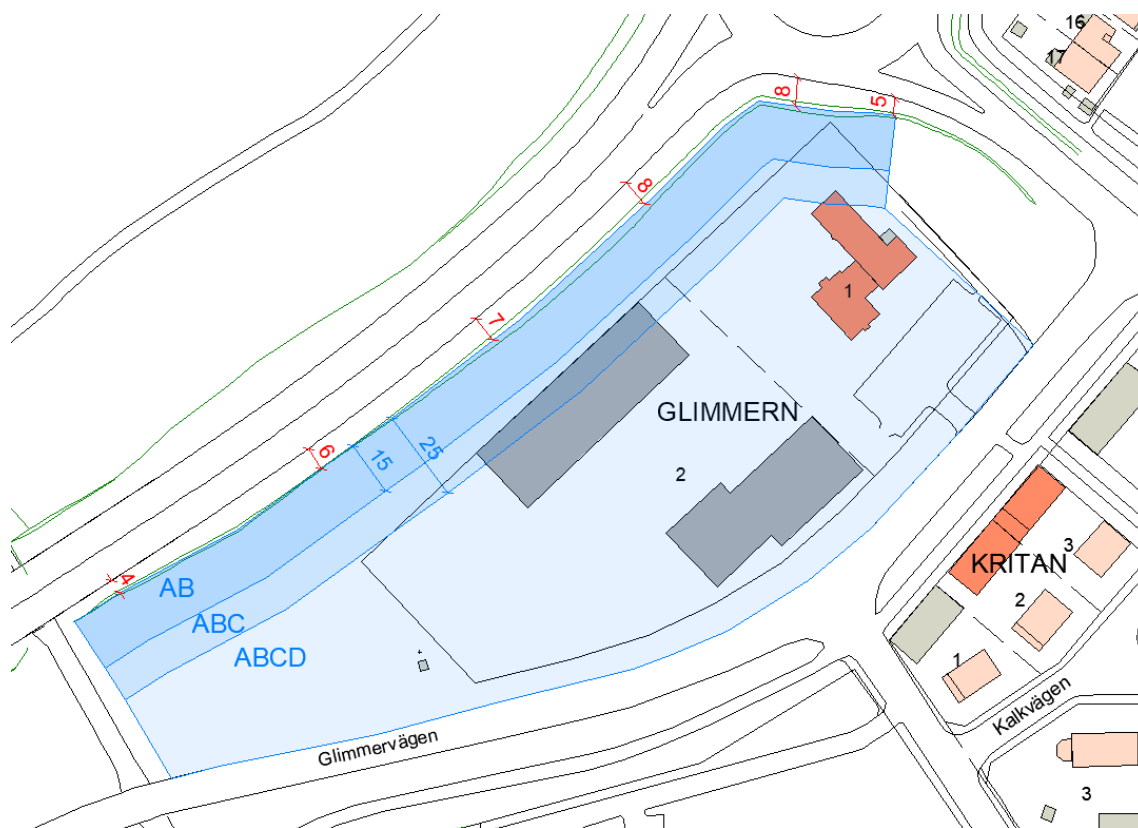 16
17
8
5
8
7
GLIMMERN
1
2
25
15
6
4
AB
ABC
ABCD
KRITAN
3
2
1
Glimmervägen
Kalkvägen
3